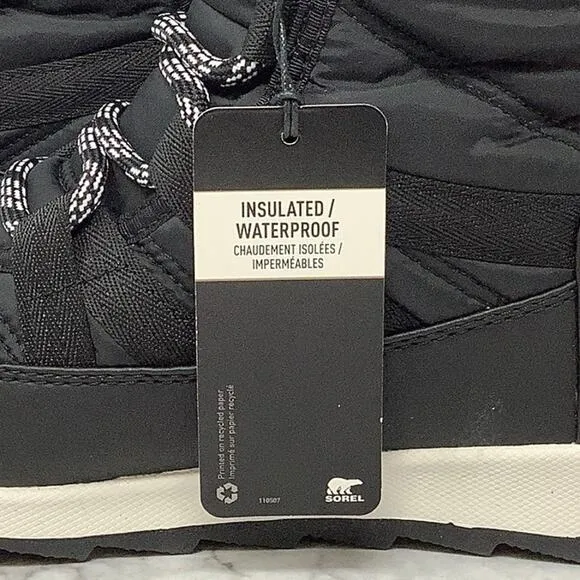 INSULATED /
WATERPROOF
CHAUDEMENT ISOLÉES /
IMPERMÉABLES
Printed on recycled paper
Imprimé sur papier recyclé
110507
SOREL